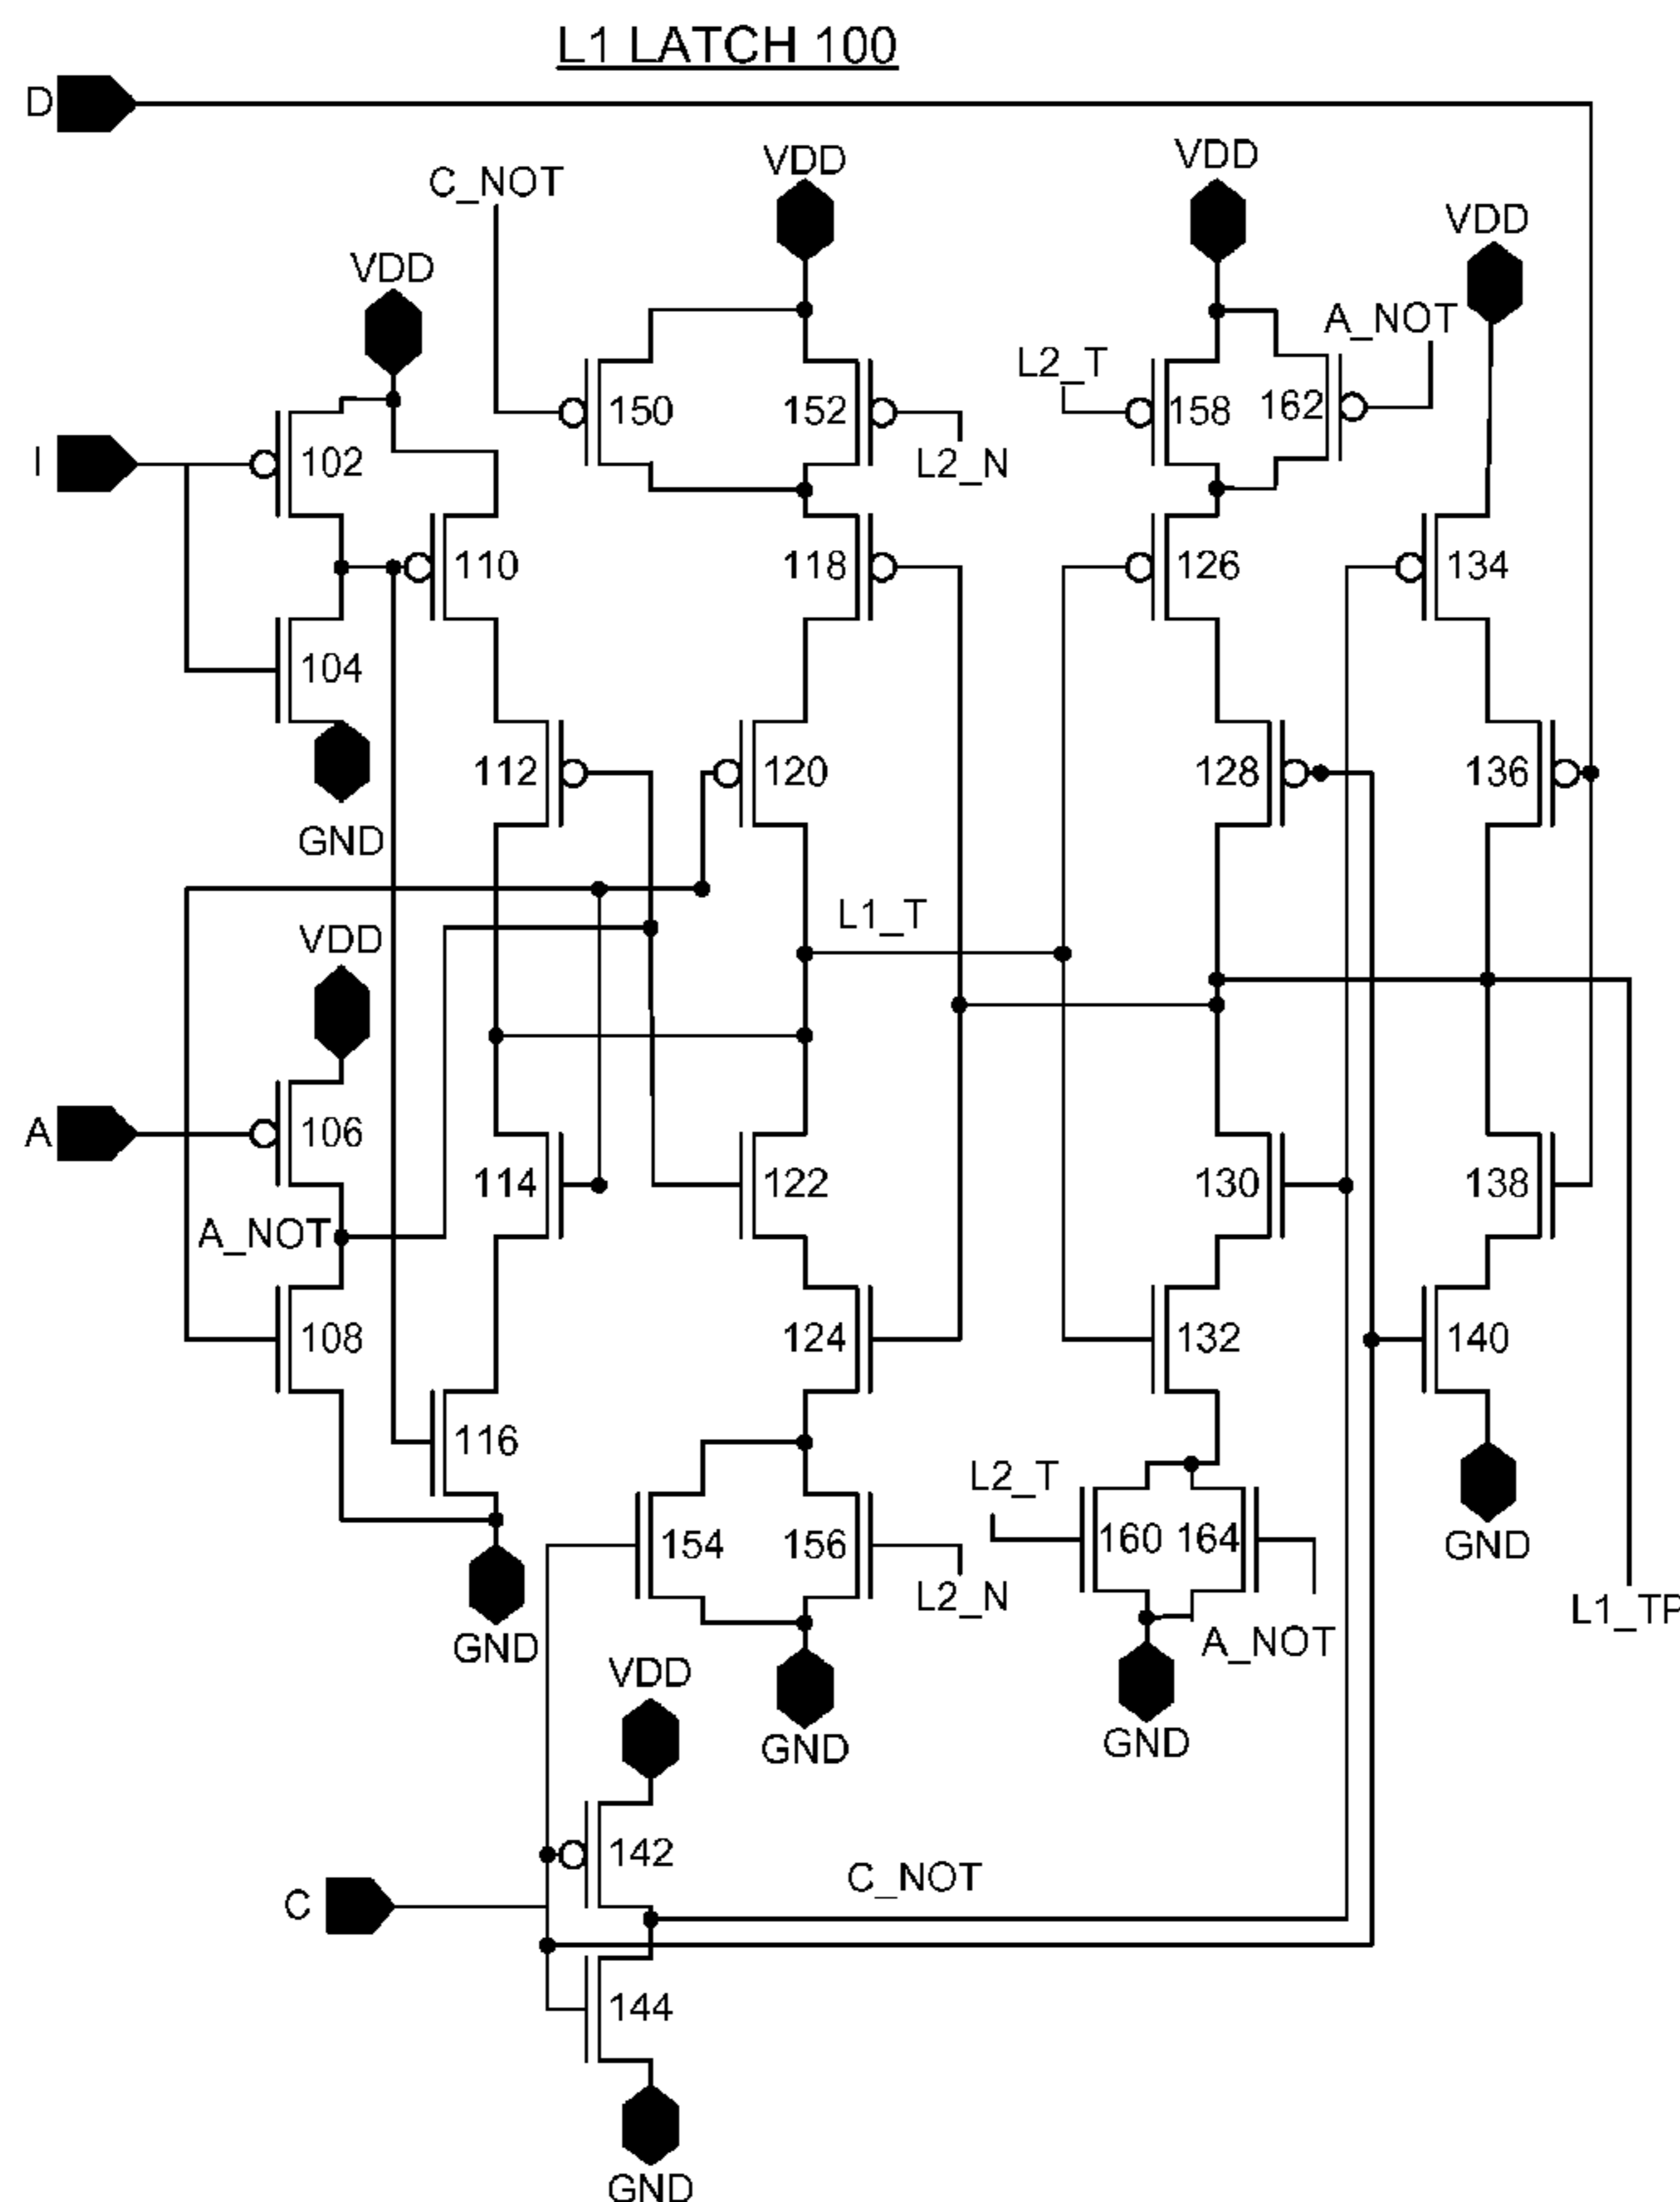 L1 LATCH 100
D
VDD
VDD
C_NOT
VDD
VDD
A_NOT
L2_T
I
102
150
152
158
162
L2_N
110
118
126
134
104
112
120
128
136
GND
L1_T
VDD
A
106
114
122
130
138
A_NOT
108
124
132
140
116
L2_T
154
156
160
164
GND
L2_N
L1_TP
GND
VDD
A_NOT
GND
GND
142
C_NOT
C
144
GND